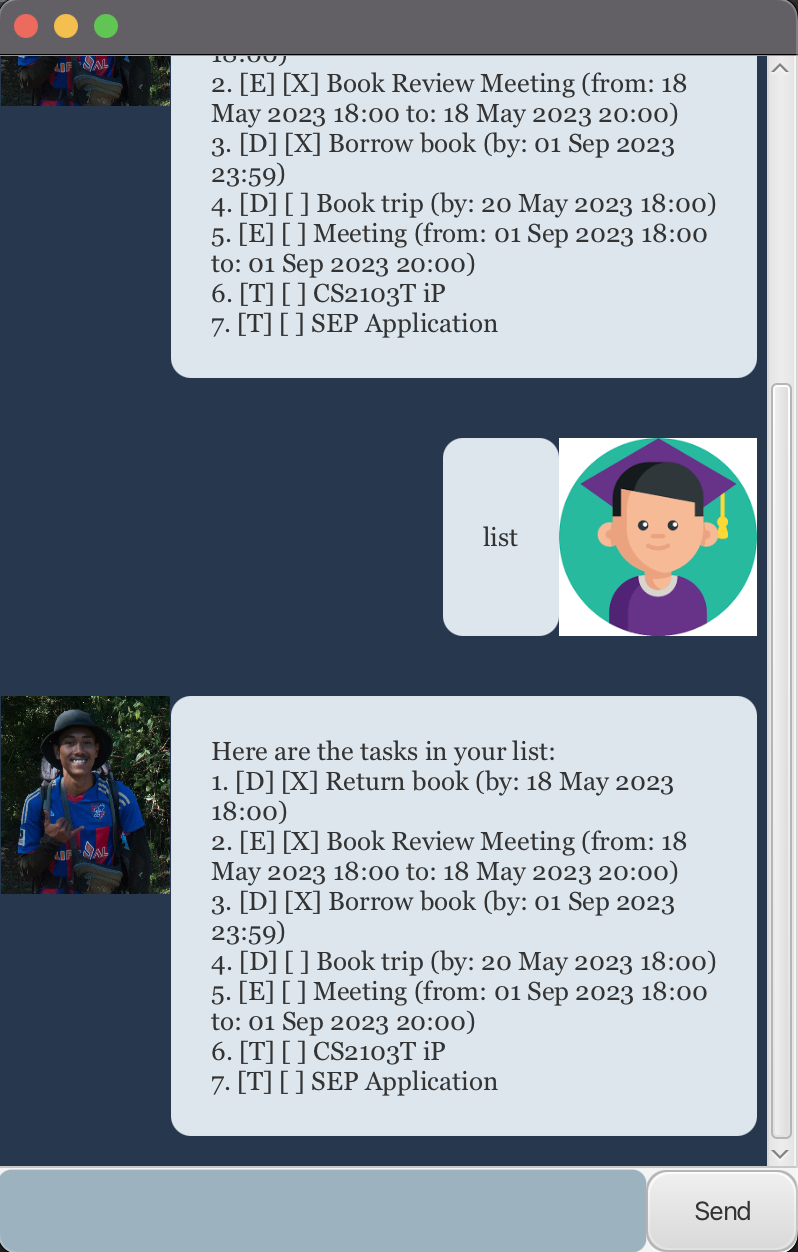 18:00)
2. [E] [X] Book Review Meeting (from: 18
May 2023 18:00 to: 18 May 2023 20:00)
3. [D] [X] Borrow book (by: 01 Sep 2023
23:59)
4. [D] [ ] Book trip (by: 20 May 2023 18:00)
5. [E] [ ] Meeting (from: 01 Sep 2023 18:00
to: 01 Sep 2023 20:00)
6. [T] [ ] CS2103T iP
7. [T] [ ] SEP Application
list
Here are the tasks in your list:
1. [D] [X] Return book (by: 18 May 2023
18:00)
2. [E] [X] Book Review Meeting (from: 18
May 2023 18:00 to: 18 May 2023 20:00)
3. [D] [X] Borrow book (by: 01 Sep 2023
23:59)
4. [D] [ ] Book trip (by: 20 May 2023 18:00)
5. [E] [ ] Meeting (from: 01 Sep 2023 18:00
to: 01 Sep 2023 20:00)
6. [T] [ ] CS2103T iP
7. [T] [ ] SEP Application
Send